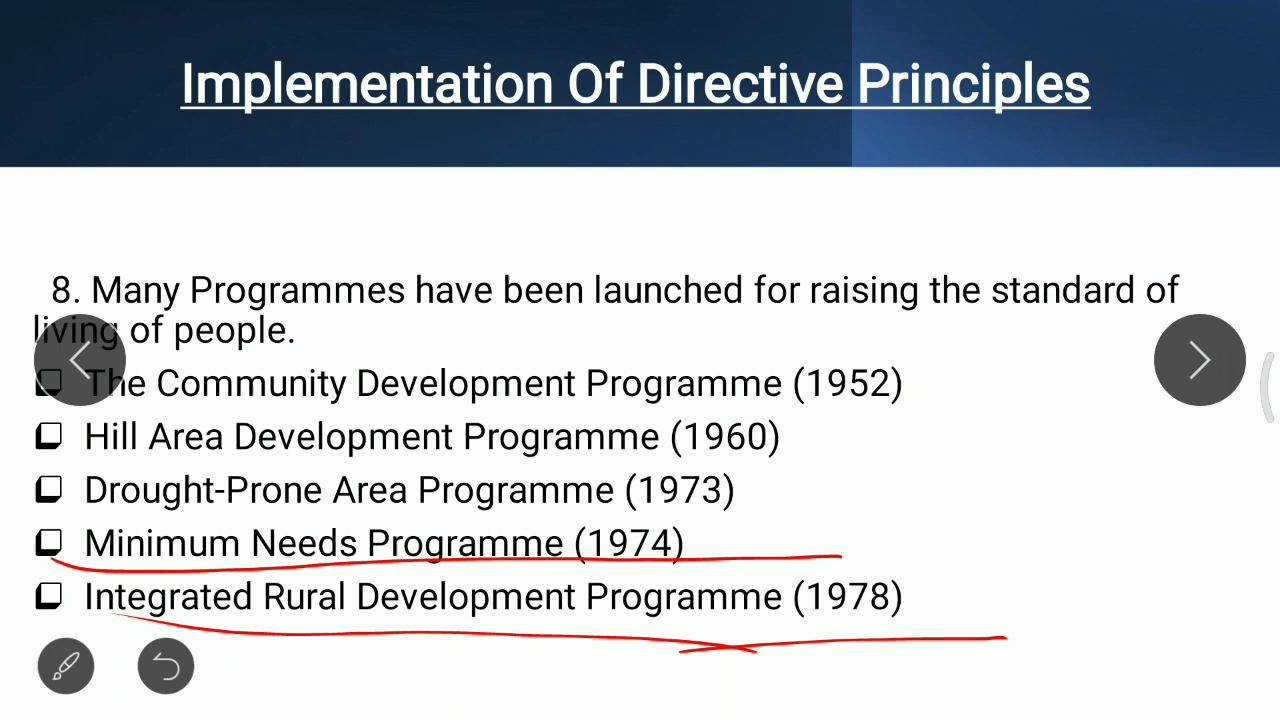 Implementation Of Directive Principles
8. Many Programmes have been launched for raising the standard of
living of people.
The Community Development Programme (1952)
Hill Area Development Programme (1960)
Drought-Prone Area Programme (1973)
Minimum Needs Programme (1974)
Integrated Rural Development Programme (1978)